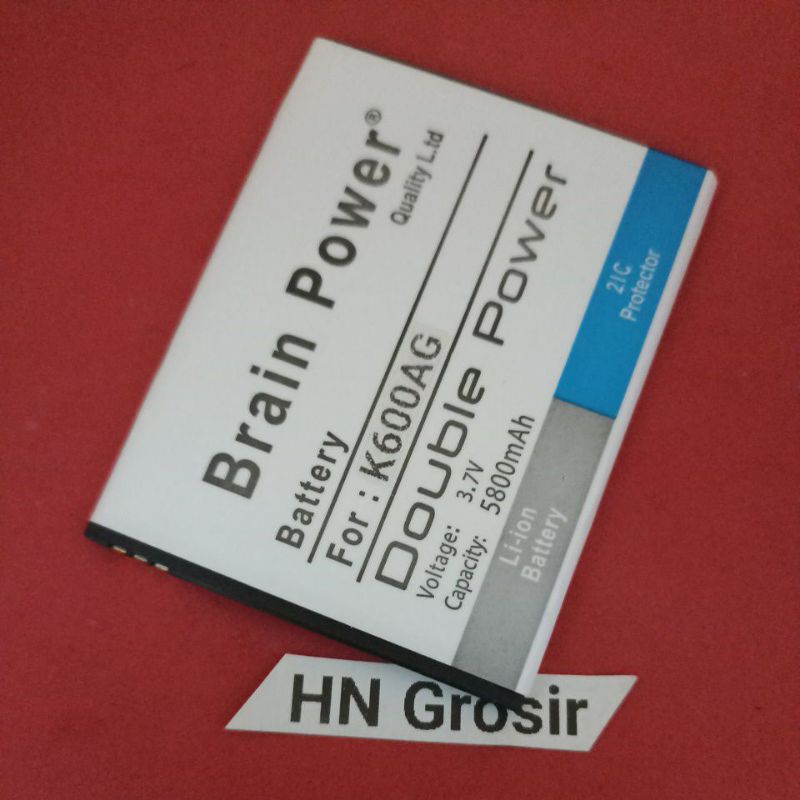 Brain Power®
Quality L.td
Battery
For : K600AG
Double Power
Voltage: 3.7V
Capacity: 5800mAh
Li-ion
Battery
2IC
Protector
HN Grosir